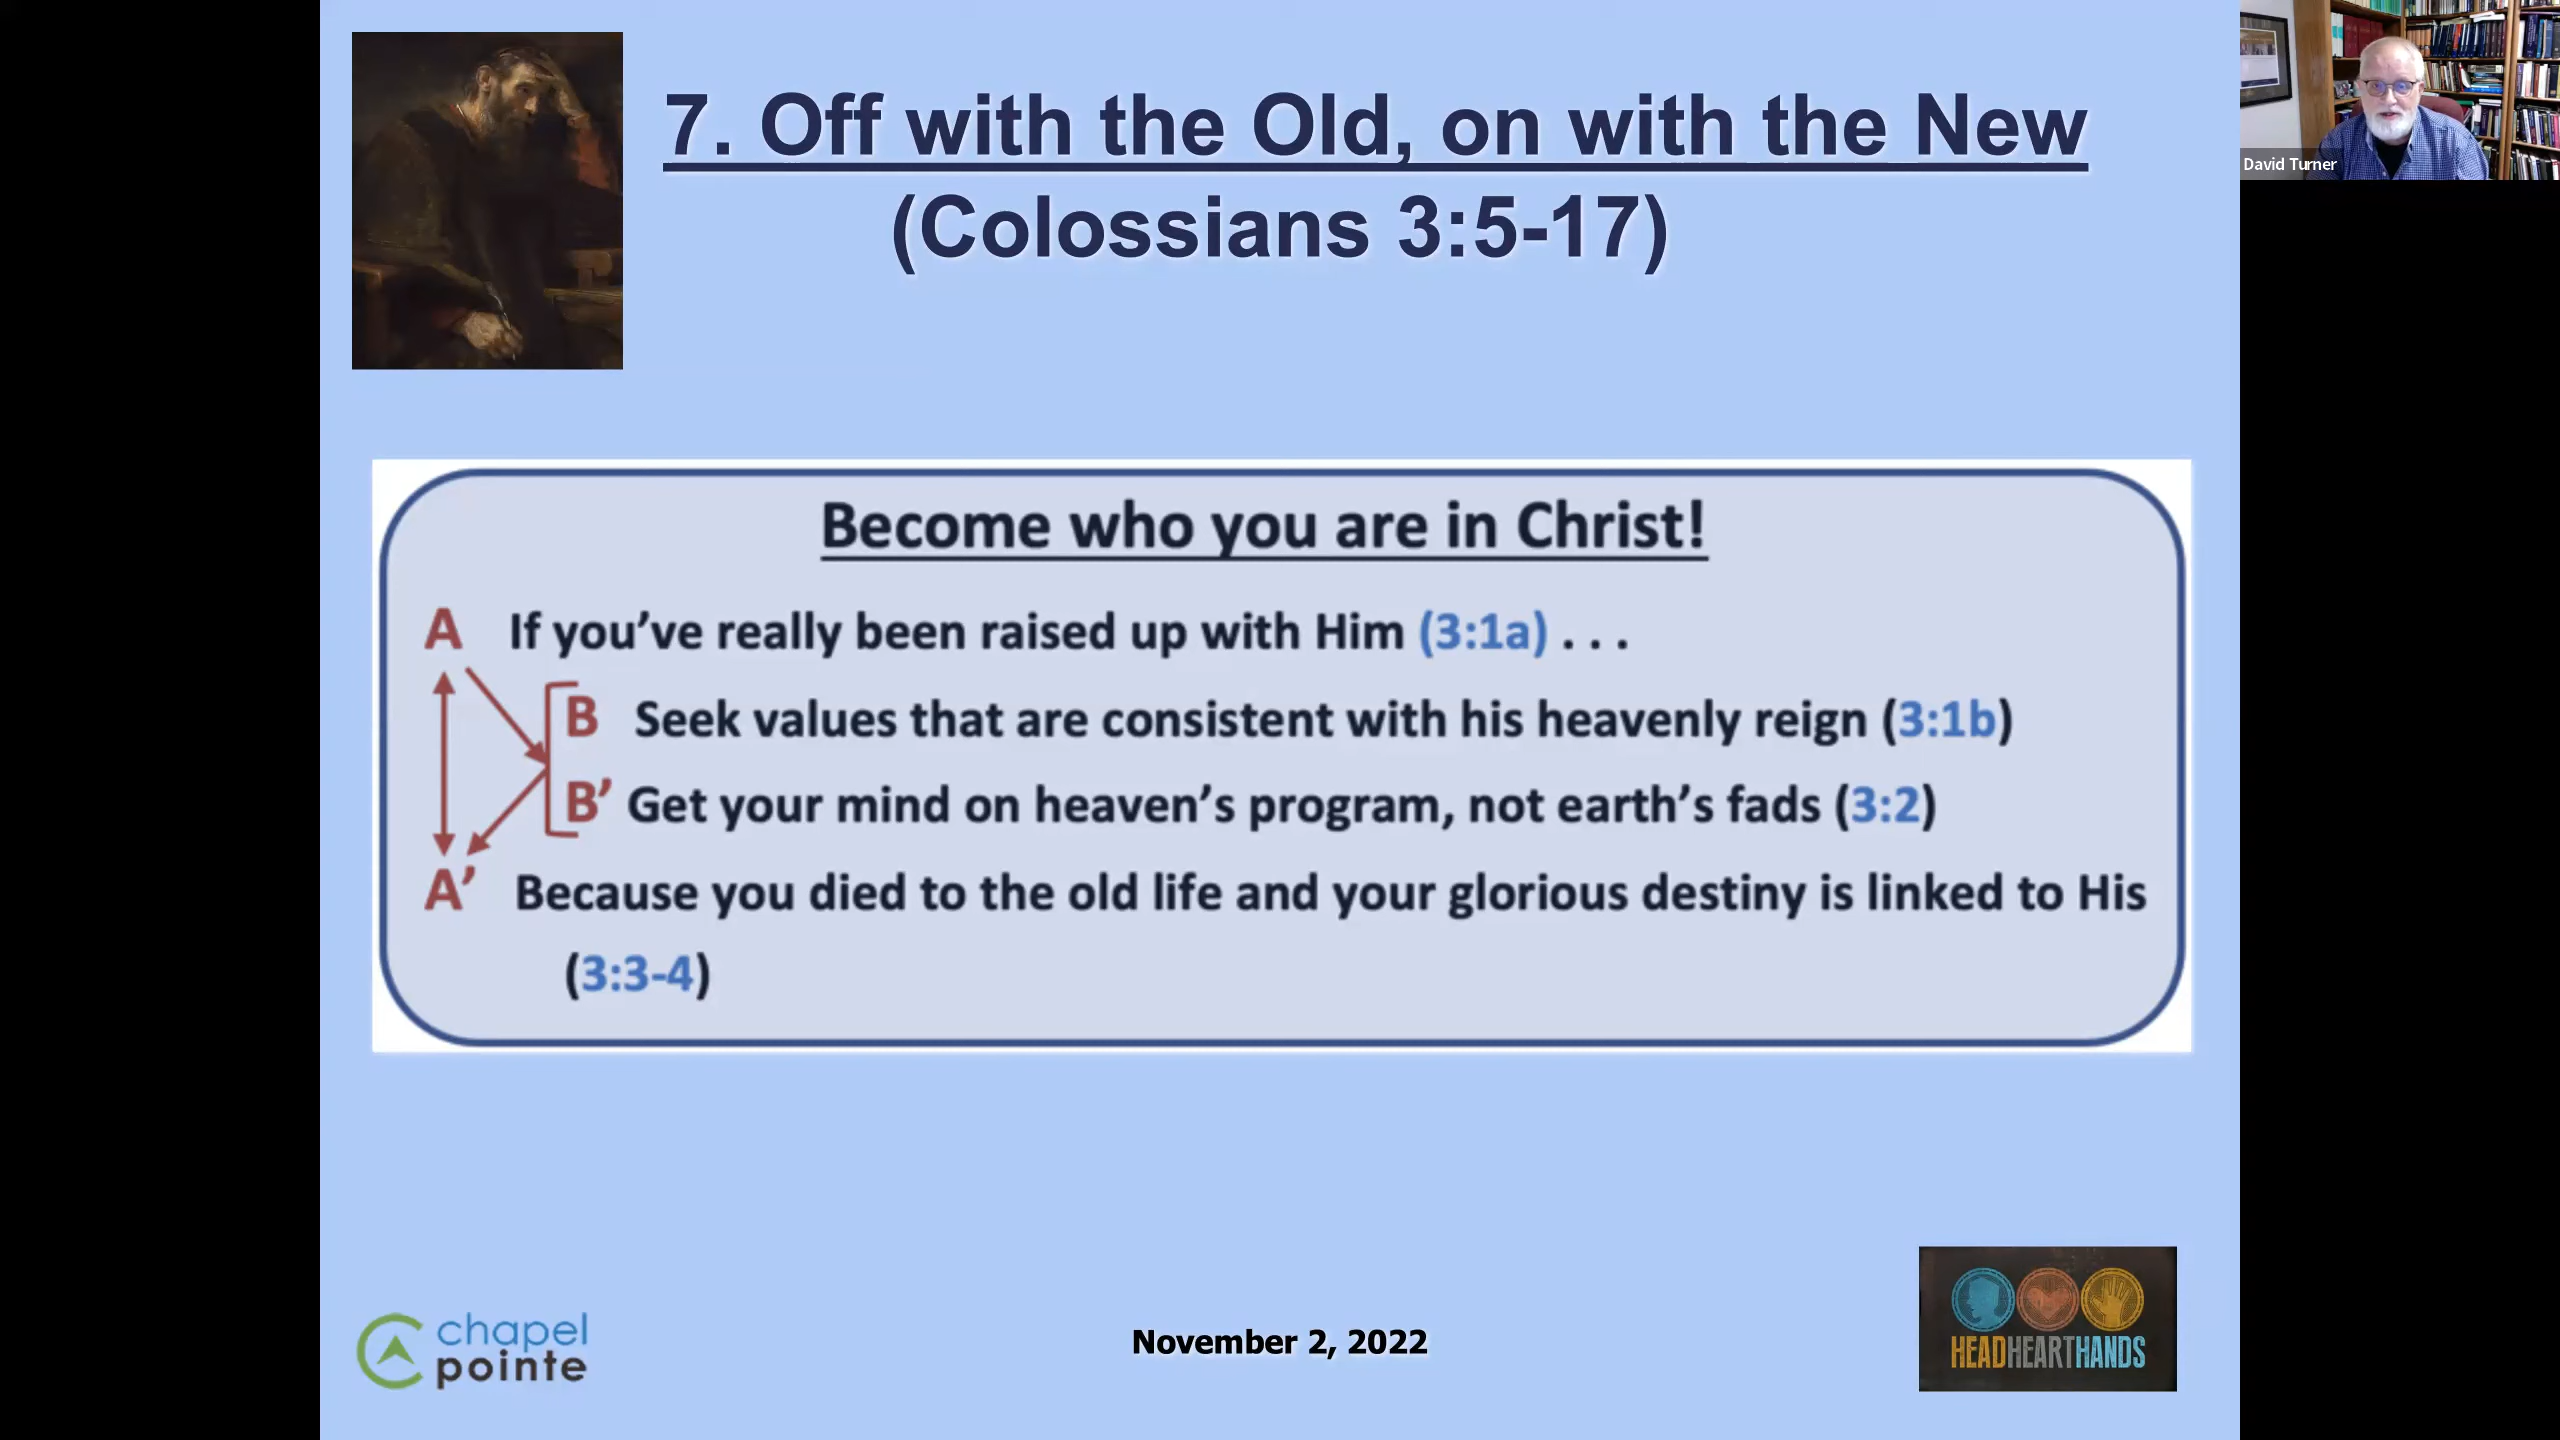 7. Off with the Old, on with the New
(Colossians 3:5-17)
David Turner
Become who you are in Christ!
A If you’ve really been raised up with Him (3:1a) . . .
B Seek values that are consistent with his heavenly reign (3:1b)
B’ Get your mind on heaven’s program, not earth’s fads (3:2)
A’ Because you died to the old life and your glorious destiny is linked to His
(3:3-4)
chapel
pointe
November 2, 2022
HEADHEARTHANDS